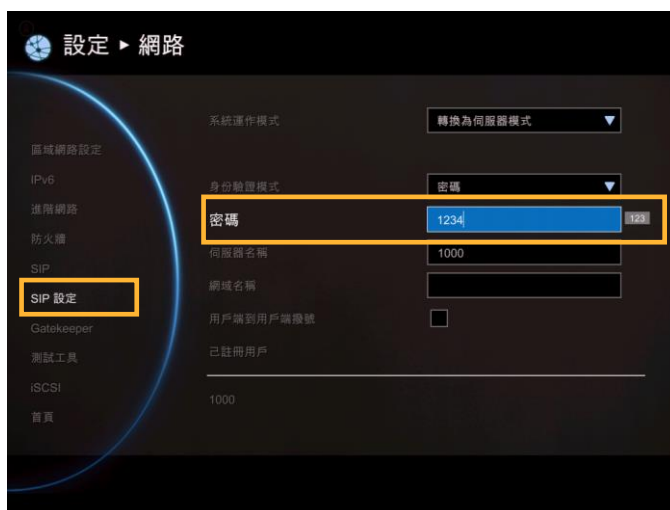 設定 ▸ 網路
系統運作模式 轉換為伺服器模式
區域網路設定
IPv6
身份驗證模式 密碼
進階網路
密碼 1234 123
防火牆
伺服器名稱 1000
SIP
網域名稱
SIP 設定
用戶端到用戶端撥號
Gatekeeper
已註冊用戶
測試工具
iSCSI
1000
首頁